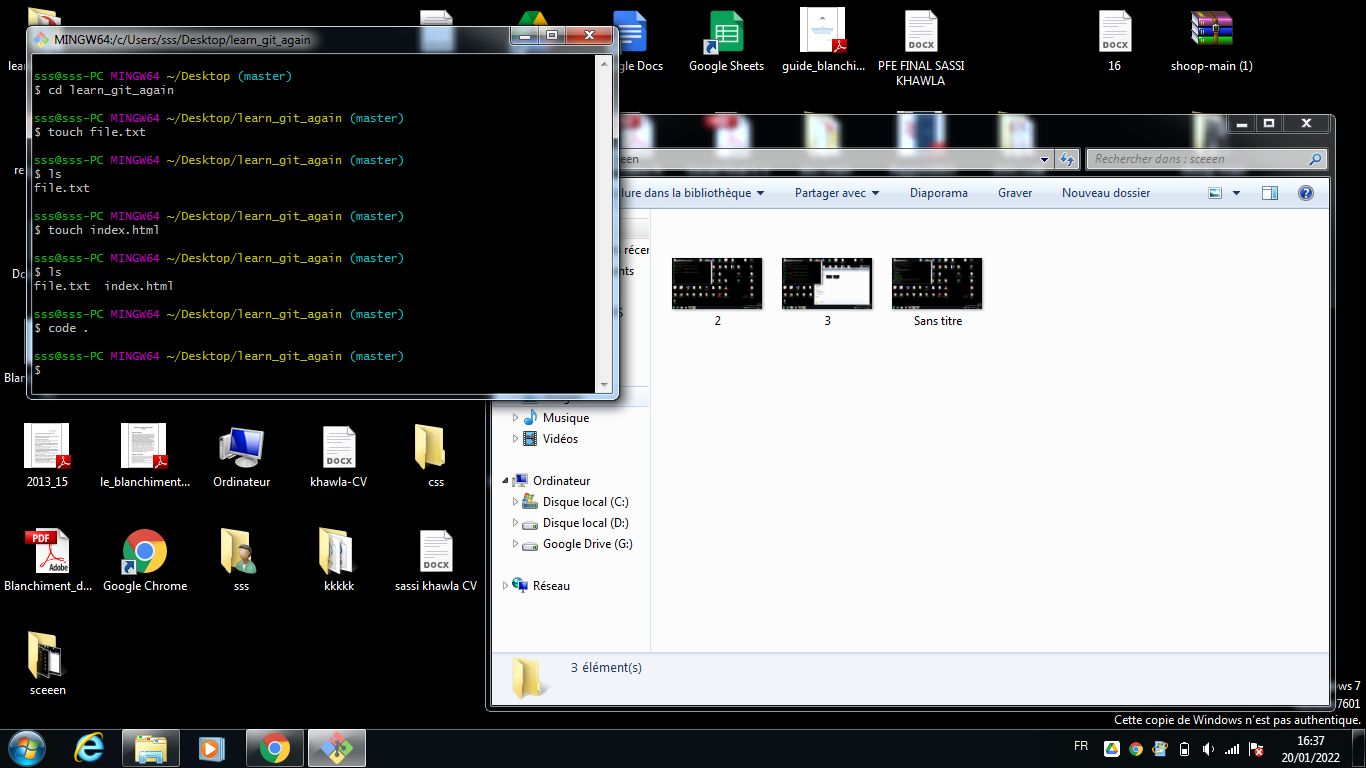 MINGW64:/c/Users/sss/Desktop/learn_git_again
sss@sss-PC MINGW64 ~/Desktop (master)
$ cd learn_git_again
sss@sss-PC MINGW64 ~/Desktop/learn_git_again (master)
$ touch file.txt
sss@sss-PC MINGW64 ~/Desktop/learn_git_again (master)
$ ls
file.txt
sss@sss-PC MINGW64 ~/Desktop/learn_git_again (master)
$ touch index.html
sss@sss-PC MINGW64 ~/Desktop/learn_git_again (master)
$ ls
file.txt index.html
sss@sss-PC MINGW64 ~/Desktop/learn_git_again (master)
$ code .
sss@sss-PC MINGW64 ~/Desktop/learn_git_again (master)
$
gle Docs
Google Sheets
guide_blanchi...
PFE FINAL SASSI
KHAWLA
DOCX
16
DOCX
shoop-main (1)
Rechercher dans : sceeen
lure dans la bibliothèque
Partager avec
Diaporama
Graver
Nouveau dossier
récer
nts
2
3
Sans titre
Musique
Vidéos
Ordinateur
Disque local (C:)
Disque local (D:)
Google Drive (G:)
Réseau
3 élément(s)
2013_15
le_blanchiment...
Ordinateur
DOCX
khawla-CV
css
PDF
Adobe
Blanchiment_d...
Google Chrome
sss
kkkkk
DOCX
sassi khawla CV
sceeen
ws 7
7601
Cette copie de Windows n'est pas authentique.
FR
16:37
20/01/2022